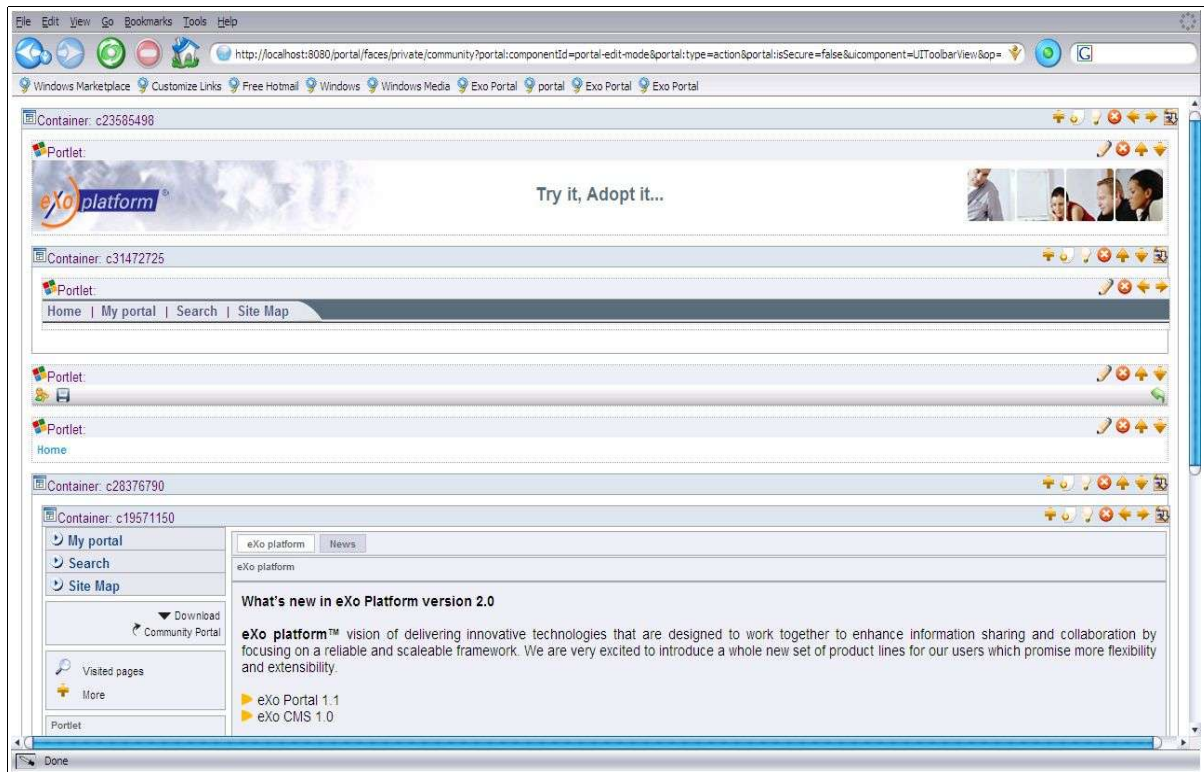 File Edit View Go Bookmarks Tools Help
http://localhost:8080/portal/faces/private/community?portal:componentId=portal-edit-mode&portal:type=action&portal:isSecure=false&uicomponent=UIToolbarView&op=
G
Windows Marketplace Customize Links Free Hotmail Windows Windows Media Exo Portal portal Exo Portal Exo Portal
Container: c23585498
Portlet:
eXo platform ®
Try it, Adopt it...
Container: c31472725
Portlet:
Home | My portal | Search | Site Map
Portlet:
Portlet:
Home
Container: c28376790
Container: c19571150
My portal
Search
Site Map
Download
Community Portal
Visited pages
More
Portlet
eXo platform News
eXo platform
What's new in eXo Platform version 2.0
eXo platform™ vision of delivering innovative technologies that are designed to work together to enhance information sharing and collaboration by
focusing on a reliable and scaleable framework. We are very excited to introduce a whole new set of product lines for our users which promise more flexibility
and extensibility.
eXo Portal 1.1
eXo CMS 1.0
Done